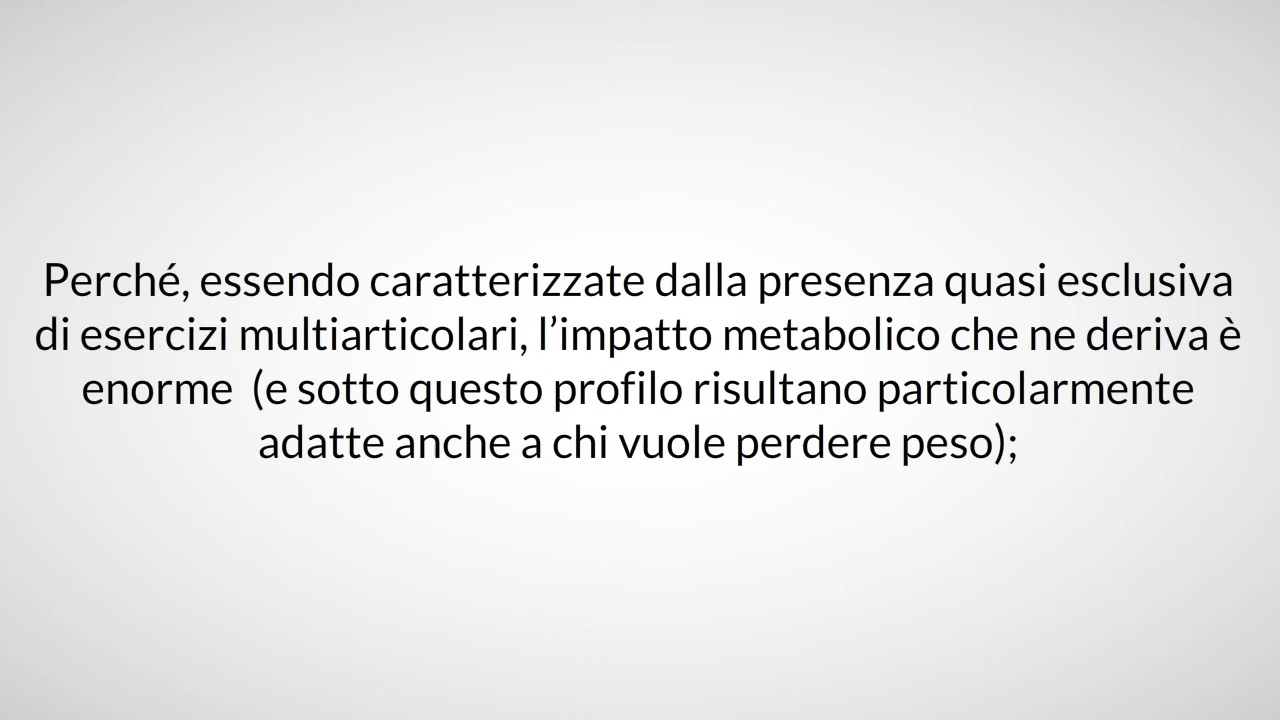 Perché, essendo caratterizzate dalla presenza quasi esclusiva
di esercizi multiarticolari, l’impatto metabolico che ne deriva è
enorme  (e sotto questo profilo risultano particolarmente
adatte anche a chi vuole perdere peso);